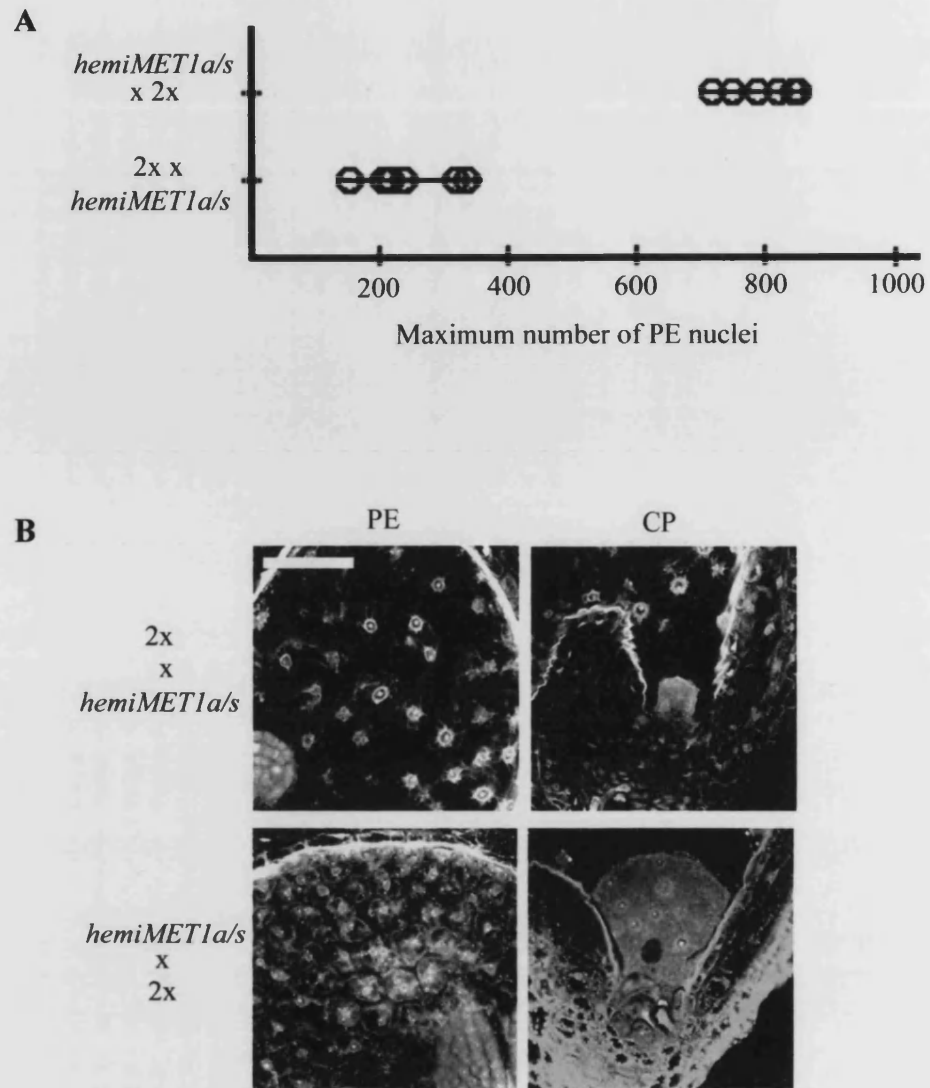 A
hemiMET1a/s
x 2x
2x x
hemiMET1a/s
200 400 600 800 1000
Maximum number of PE nuclei
B
PE CP
2x
x
hemiMET1a/s
hemiMET1a/s
x
2x